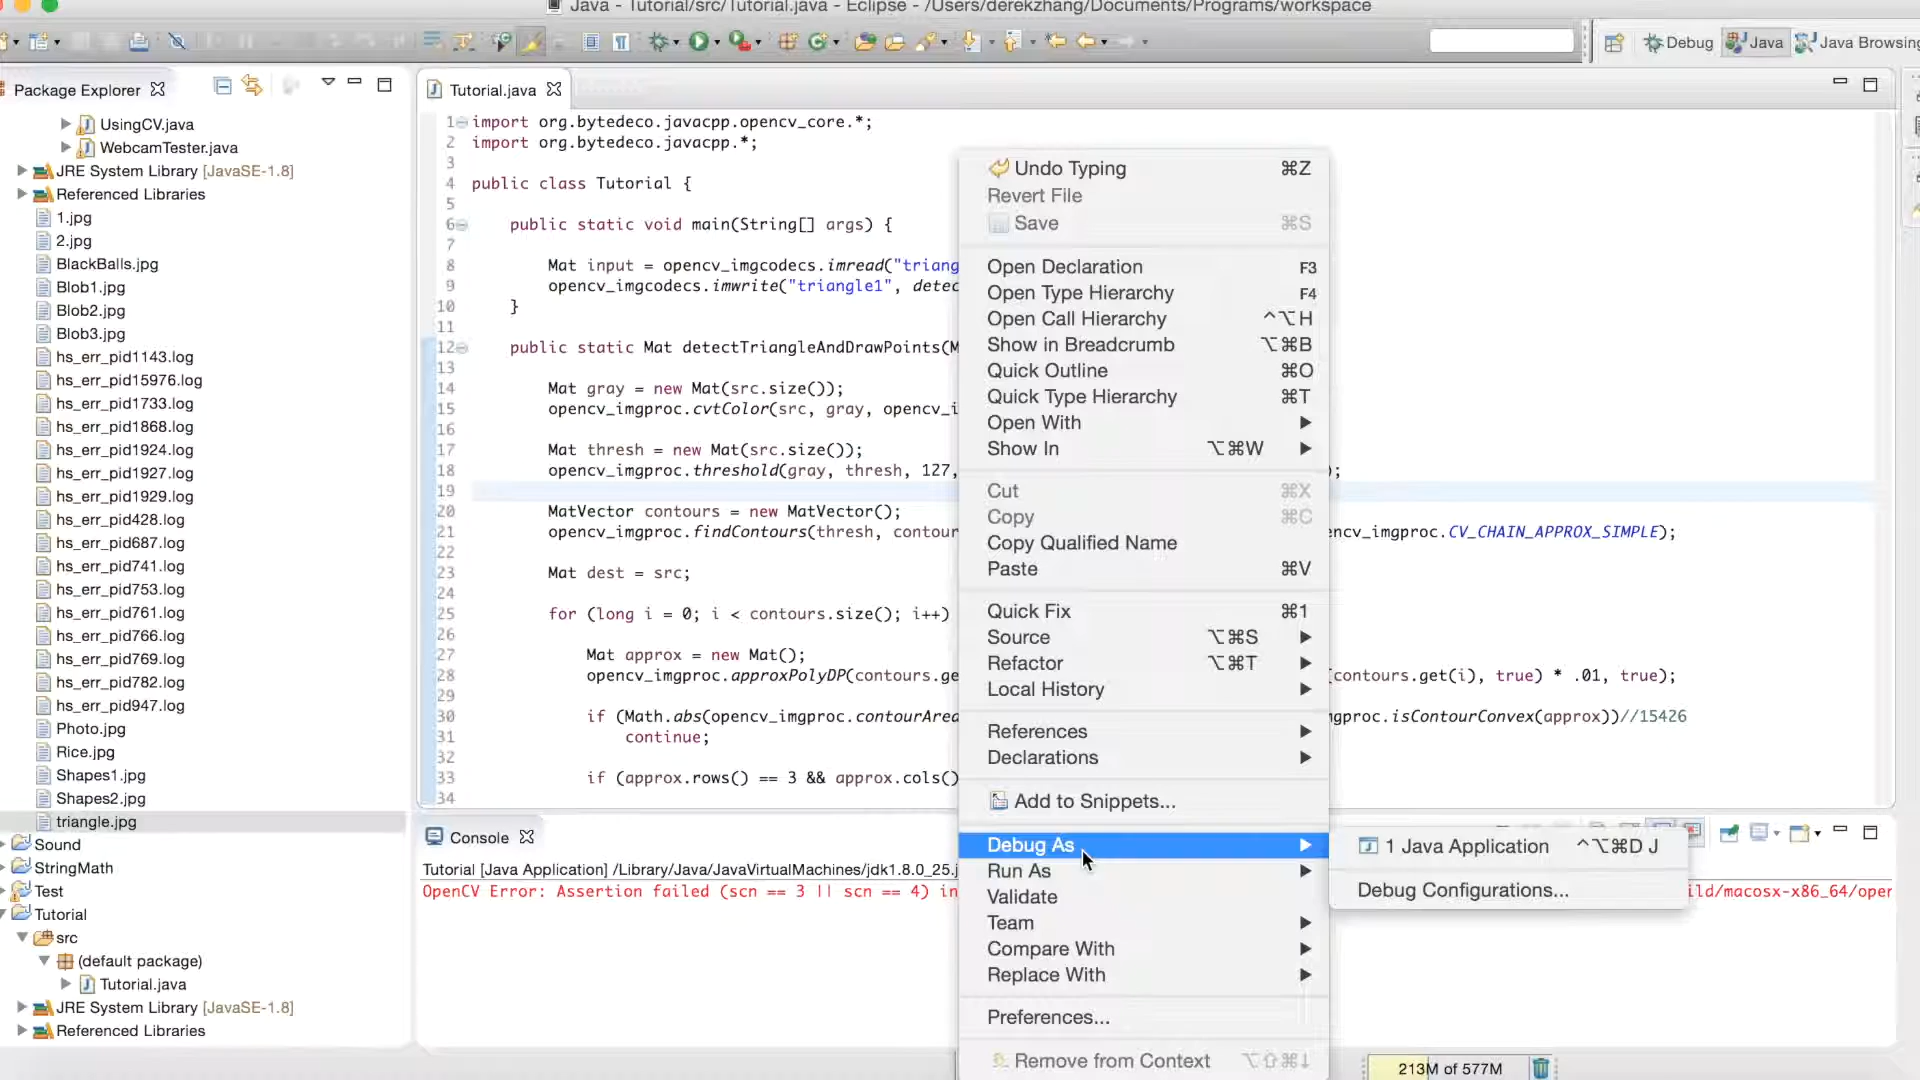 Java - Tutorial/src/Tutorial.java - Eclipse - /Users/derekzhang/Documents/Programs/workspace
Debug
Java
Java Browsing
Package Explorer
UsingCV.java
WebcamTester.java
JRE System Library [JavaSE-1.8]
Referenced Libraries
1.jpg
2.jpg
BlackBalls.jpg
Blob1.jpg
Blob2.jpg
Blob3.jpg
hs_err_pid1143.log
hs_err_pid15976.log
hs_err_pid1733.log
hs_err_pid1868.log
hs_err_pid1924.log
hs_err_pid1927.log
hs_err_pid1929.log
hs_err_pid428.log
hs_err_pid687.log
hs_err_pid741.log
hs_err_pid753.log
hs_err_pid761.log
hs_err_pid766.log
hs_err_pid769.log
hs_err_pid782.log
hs_err_pid947.log
Photo.jpg
Rice.jpg
Shapes1.jpg
Shapes2.jpg
triangle.jpg
Sound
StringMath
Test
Tutorial
src
(default package)
Tutorial.java
JRE System Library [JavaSE-1.8]
Referenced Libraries
Tutorial.java
1 import org.bytedeco.javacpp.opencv_core.*;
2 import org.bytedeco.javacpp.*;
3
4 public class Tutorial {
5
6 public static void main(String[] args) {
7
8 Mat input = opencv_imgcodecs.imread("triang
9 opencv_imgcodecs.imwrite("triangle1", detec
10 }
11
12 public static Mat detectTriangleAndDrawPoints(M
13
14 Mat gray = new Mat(src.size());
15 opencv_imgproc.cvtColor(src, gray, opencv_i
16
17 Mat thresh = new Mat(src.size());
18 opencv_imgproc.threshold(gray, thresh, 127, );
19
20 MatVector contours = new MatVector();
21 opencv_imgproc.findContours(thresh, contour encv_imgproc.CV_CHAIN_APPROX_SIMPLE);
22
23 Mat dest = src;
24
25 for (long i = 0; i < contours.size(); i++)
26
27 Mat approx = new Mat();
28 opencv_imgproc.approxPolyDP(contours.ge (contours.get(i), true) * .01, true);
29
30 if (Math.abs(opencv_imgproc.contourArea gproc.isContourConvex(approx))//15426
31 continue;
32
33 if (approx.rows() == 3 && approx.cols()
34
Undo Typing ⌘Z
Revert File
Save ⌘S
Open Declaration F3
Open Type Hierarchy F4
Open Call Hierarchy ^⌥H
Show in Breadcrumb ⌥⌘B
Quick Outline ⌘O
Quick Type Hierarchy ⌘T
Open With
Show In ⌥⌘W
Cut ⌘X
Copy ⌘C
Copy Qualified Name
Paste ⌘V
Quick Fix ⌘1
Source ⌥⌘S
Refactor ⌥⌘T
Local History
References
Declarations
Add to Snippets...
Debug As
Run As
Validate
Team
Compare With
Replace With
Preferences...
Remove from Context ⌥⇧⌘↓
1 Java Application ^⌥⌘D J
Debug Configurations...
Console
Tutorial [Java Application] /Library/Java/JavaVirtualMachines/jdk1.8.0_25.j
OpenCV Error: Assertion failed (scn == 3 || scn == 4) in ild/macosx-x86_64/oper
213M of 577M